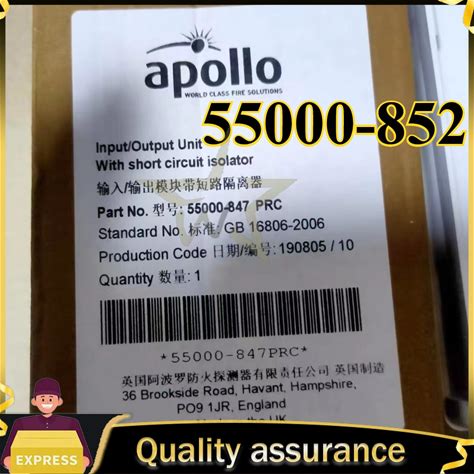 apollo
WORLD CLASS FIRE SOLUTIONS
55000-852
Input/Output Unit
With short circuit isolator
输入/输出模块带短路隔离器
Part No. 型号: 55000-847 PRC
Standard No. 标准: GB 16806-2006
Production Code 日期/编号: 190805 / 10
Quantity 数量: 1
*55000-847PRC*
英国阿波罗防火探测器有限责任公司 英国制造
36 Brookside Road, Havant, Hampshire,
PO9 1JR, England
EXPRESS
Quality assurance